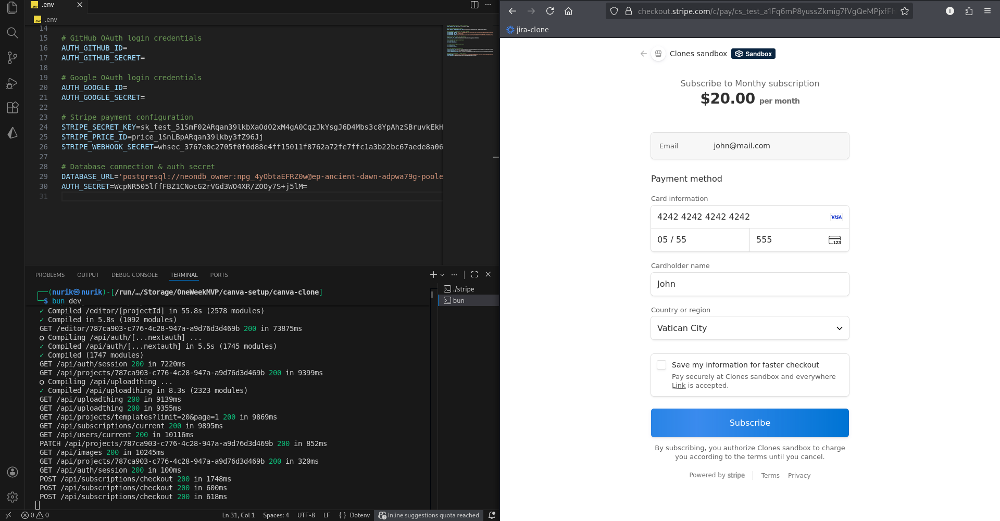 .env
.env
14
15 # GitHub OAuth login credentials
16 AUTH_GITHUB_ID=
17 AUTH_GITHUB_SECRET=
18
19 # Google OAuth login credentials
20 AUTH_GOOGLE_ID=
21 AUTH_GOOGLE_SECRET=
22
23 # Stripe payment configuration
24 STRIPE_SECRET_KEY=sk_test_51SmF02ARqan39lkbXaOdO2xM4gA0CqzJkYsgJ6D4Mbs3c8YpAhzSBruvkEkH
25 STRIPE_PRICE_ID=price_1SnLBpARqan39lkby3fZ96Jj
26 STRIPE_WEBHOOK_SECRET=whsec_3767e0c2705f0f0d88e4ff15011f8762a72fe7ffc1a3b22bc67aede8a06
27
28 # Database connection & auth secret
29 DATABASE_URL='postgresql://neondb_owner:npg_4yObtaEFRZ0w@ep-ancient-dawn-adpwa79g-poole
30 AUTH_SECRET=WcpNR505lffFBZ1CNocG2rVGd3WO4XR/ZOOy7S+j5lM=
31
PROBLEMS OUTPUT DEBUG CONSOLE TERMINAL PORTS
./stripe
bun
(nurik㉿nurik)-[/run/…/Storage/OneWeekMVP/canva-setup/canva-clone]
$ bun dev
✓ Compiled /editor/[projectId] in 55.8s (2578 modules)
✓ Compiled in 5.8s (1092 modules)
GET /editor/787ca903-c776-4c28-947a-a9d76d3d469b 200 in 73875ms
○ Compiling /api/auth/[...nextauth] ...
✓ Compiled /api/auth/[...nextauth] in 5.5s (1745 modules)
✓ Compiled (1747 modules)
GET /api/auth/session 200 in 7220ms
GET /api/projects/787ca903-c776-4c28-947a-a9d76d3d469b 200 in 9399ms
○ Compiling /api/uploadthing ...
✓ Compiled /api/uploadthing in 8.3s (2323 modules)
GET /api/uploadthing 200 in 9139ms
GET /api/uploadthing 200 in 9355ms
GET /api/projects/templates?limit=20&page=1 200 in 9869ms
GET /api/subscriptions/current 200 in 9895ms
GET /api/users/current 200 in 10116ms
PATCH /api/projects/787ca903-c776-4c28-947a-a9d76d3d469b 200 in 852ms
GET /api/images 200 in 10245ms
GET /api/projects/787ca903-c776-4c28-947a-a9d76d3d469b 200 in 320ms
GET /api/auth/session 200 in 100ms
POST /api/subscriptions/checkout 200 in 1748ms
POST /api/subscriptions/checkout 200 in 600ms
POST /api/subscriptions/checkout 200 in 618ms
0 0 Ln 31, Col 1 Spaces: 4 UTF-8 LF { } Dotenv Inline suggestions quota reached
checkout.stripe.com/c/pay/cs_test_a1Fq6mP8yussZkmig7fVgQeMPjxfFh
jira-clone
Clones sandbox Sandbox
Subscribe to Monthy subscription
$20.00 per month
Email john@mail.com
Payment method
Card information
4242 4242 4242 4242 VISA
05 / 55 555 123
Cardholder name
John
Country or region
Vatican City
Save my information for faster checkout
Pay securely at Clones sandbox and everywhere
Link is accepted.
Subscribe
By subscribing, you authorize Clones sandbox to charge
you according to the terms until you cancel.
Powered by stripe Terms Privacy